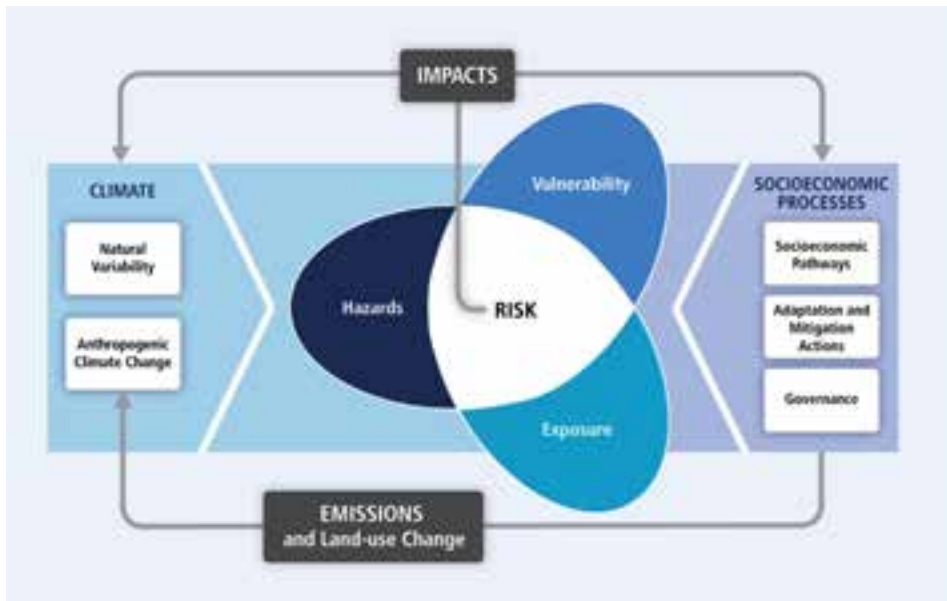 IMPACTS
CLIMATE
Natural
Variability
Anthropogenic
Climate Change
Vulnerability
Hazards
RISK
Exposure
SOCIOECONOMIC
PROCESSES
Socioeconomic
Pathways
Adaptation and
Mitigation
Actions
Governance
EMISSIONS
and Land-use Change